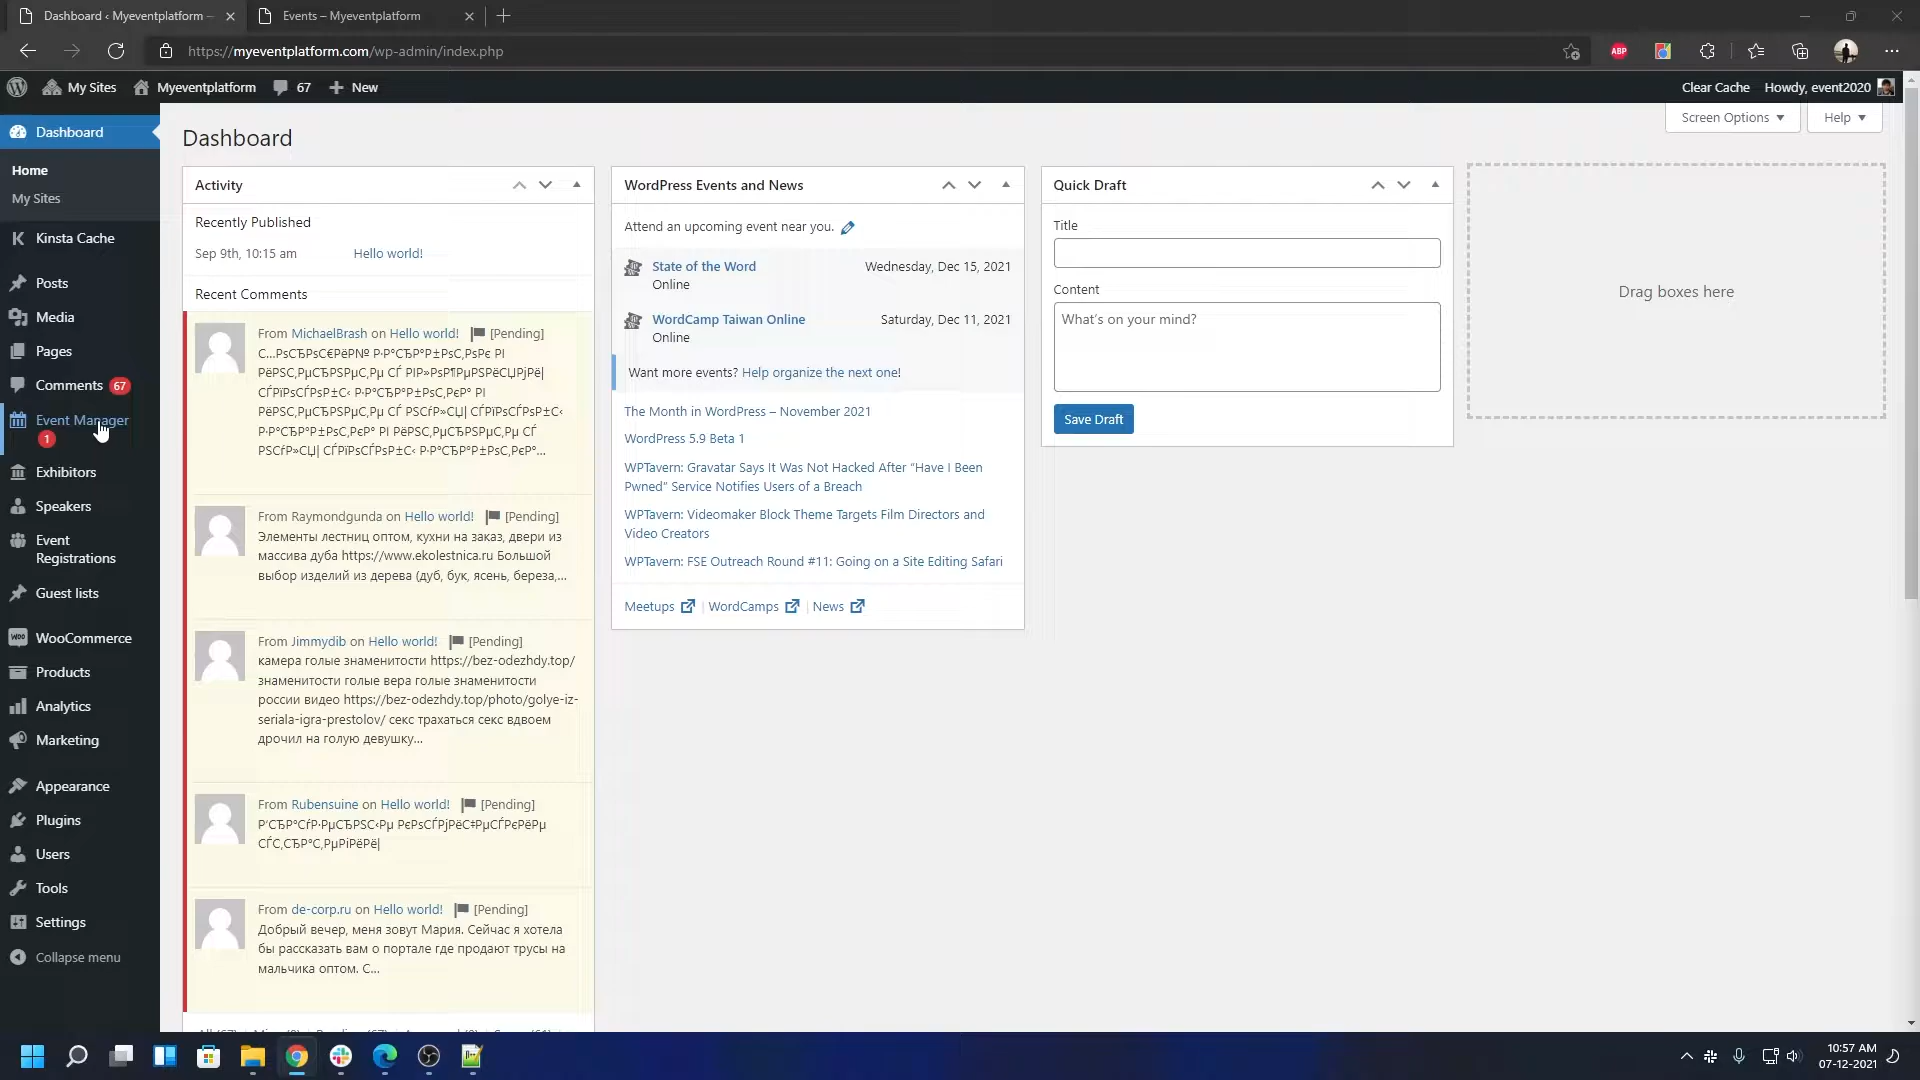 Dashboard ‹ Myeventplatform —
Events – Myeventplatform
https://myeventplatform.com/wp-admin/index.php
ABP
My Sites
Myeventplatform
67
New
Clear Cache
Howdy, event2020
Dashboard
Home
My Sites
Kinsta Cache
Posts
Media
Pages
Comments 67
Event Manager
1
Exhibitors
Speakers
Event
Registrations
Guest lists
WooCommerce
Products
Analytics
Marketing
Appearance
Plugins
Users
Tools
Settings
Collapse menu
Screen Options
Help
Dashboard
Activity
Recently Published
Sep 9th, 10:15 am Hello world!
Recent Comments
From MichaelBrash on Hello world! [Pending]
From Raymondgunda on Hello world! [Pending]
Элементы лестниц оптом, кухни на заказ, двери из
массива дуба https://www.ekolestnica.ru Большой
выбор изделий из дерева (дуб, бук, ясень, береза,...
From Jimmydib on Hello world! [Pending]
камера голые знаменитости https://bez-odezhdy.top/
знаменитости голые вера голые знаменитости
россии видео https://bez-odezhdy.top/photo/golye-iz-
seriala-igra-prestolov/ секс трахаться секс вдвоем
дрочил на голую девушку...
From Rubensuine on Hello world! [Pending]
From de-corp.ru on Hello world! [Pending]
Добрый вечер, меня зовут Мария. Сейчас я хотела
бы рассказать вам о портале где продают трусы на
мальчика оптом. С...
WordPress Events and News
Attend an upcoming event near you.
State of the Word Wednesday, Dec 15, 2021
Online
WordCamp Taiwan Online Saturday, Dec 11, 2021
Online
Want more events? Help organize the next one!
The Month in WordPress – November 2021
WordPress 5.9 Beta 1
WPTavern: Gravatar Says It Was Not Hacked After “Have I Been
Pwned” Service Notifies Users of a Breach
WPTavern: Videomaker Block Theme Targets Film Directors and
Video Creators
WPTavern: FSE Outreach Round #11: Going on a Site Editing Safari
Meetups | WordCamps | News
Quick Draft
Title
Content
What’s on your mind?
Save Draft
Drag boxes here
10:57 AM
07-12-2021